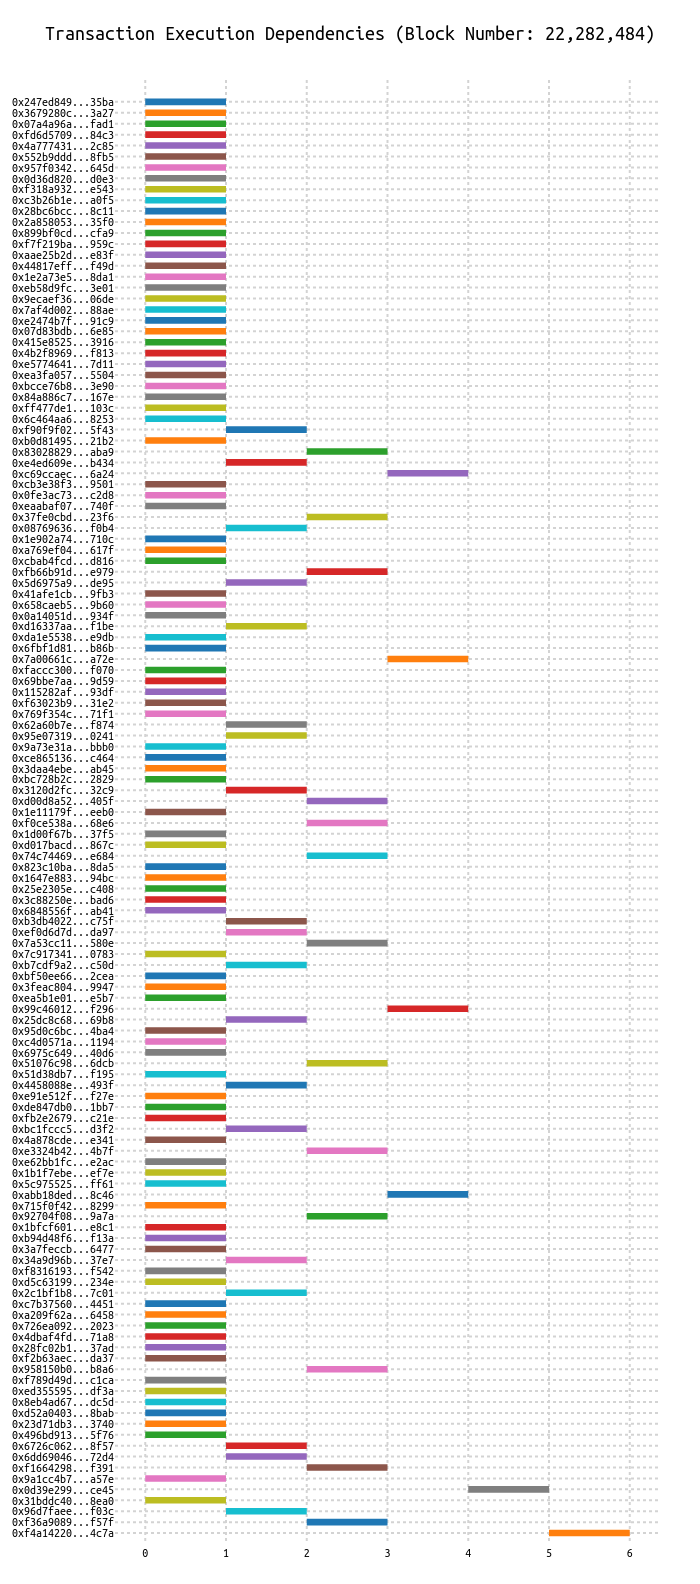 Transaction Execution Dependencies (Block Number: 22,282,484)
0x247ed849...35ba
0x3679280c...3a27
0x07a4a96a...fad1
0xfd6d5709...84c3
0x4a777431...2c85
0x552b9ddd...8fb5
0x957f0342...645d
0x0d36d820...d0e3
0xf318a932...e543
0xc3b26b1e...a0f5
0x28bc6bcc...8c11
0x2a858053...35f0
0x899bf0cd...cfa9
0xf7f219ba...959c
0xaae25b2d...e83f
0x44817eff...f49d
0x1e2a73e5...8da1
0xeb58d9fc...3e01
0x9ecaef36...06de
0x7af4d002...88ae
0xe2474b7f...91c9
0x07d83bdb...6e85
0x415e8525...3916
0x4b2f8969...f813
0xe5774641...7d11
0xea3fa057...5504
0xbcce76b8...3e90
0x84a886c7...167e
0xff477de1...103c
0x6c464aa6...8253
0xf90f9f02...5f43
0xb0d81495...21b2
0x83028829...aba9
0xe4ed609e...b434
0xc69ccaec...6a24
0xcb3e38f3...9501
0x0fe3ac73...c2d8
0xeaabaf07...740f
0x37fe0cbd...23f6
0x08769636...f0b4
0x1e902a74...710c
0xa769ef04...617f
0xcbab4fcd...d816
0xfb66b91d...e979
0x5d6975a9...de95
0x41afe1cb...9fb3
0x658caeb5...9b60
0x0a14051d...934f
0xd16337aa...f1be
0xda1e5538...e9db
0x6fbf1d81...b86b
0x7a00661c...a72e
0xfaccc300...f070
0x69bbe7aa...9d59
0x115282af...93df
0xf63023b9...31e2
0x769f354c...71f1
0x62a60b7e...f874
0x95e07319...0241
0x9a73e31a...bbb0
0xce865136...c464
0x3daa4ebe...ab45
0xbc728b2c...2829
0x3120d2fc...32c9
0xd00d8a52...405f
0x1e11179f...eeb0
0xf0ce538a...68e6
0x1d00f67b...37f5
0xd017bacd...867c
0x74c74469...e684
0x823c10ba...8da5
0x1647e883...94bc
0x25e2305e...c408
0x3c88250e...bad6
0x6848556f...ab41
0xb3db4022...c75f
0xef0d6d7d...da97
0x7a53cc11...580e
0x7c917341...0783
0xb7cdf9a2...c50d
0xbf50ee66...2cea
0x3feac804...9947
0xea5b1e01...e5b7
0x99c46012...f296
0x25dc8c68...69b8
0x95d0c6bc...4ba4
0xc4d0571a...1194
0x6975c649...40d6
0x51076c98...6dcb
0x51d38db7...f195
0x4458088e...493f
0xe91e512f...f27e
0xde847db0...1bb7
0xfb2e2679...c21e
0xbc1fccc5...d3f2
0x4a878cde...e341
0xe3324b42...4b7f
0xe62bb1fc...e2ac
0x1b1f7ebe...ef7e
0x5c975525...ff61
0xabb18ded...8c46
0x715f0f42...8299
0x92704f08...9a7a
0x1bfcf601...e8c1
0xb94d48f6...f13a
0x3a7feccb...6477
0x34a9d96b...37e7
0xf8316193...f542
0xd5c63199...234e
0x2c1bf1b8...7c01
0xc7b37560...4451
0xa209f62a...6458
0x726ea092...2023
0x4dbaf4fd...71a8
0x28fc02b1...37ad
0xf2b63aec...da37
0x958150b0...b8a6
0xf789d49d...c1ca
0xed355595...df3a
0x8eb4ad67...dc5d
0xd52a0403...8bab
0x23d71db3...3740
0x496bd913...5f76
0x6726c062...8f57
0x6dd69046...72d4
0xf1664298...f391
0x9a1cc4b7...a57e
0x0d39e299...ce45
0x31bddc40...8ea0
0x96d7faee...f03c
0xf36a9089...f57f
0xf4a14220...4c7a
0 1 2 3 4 5 6